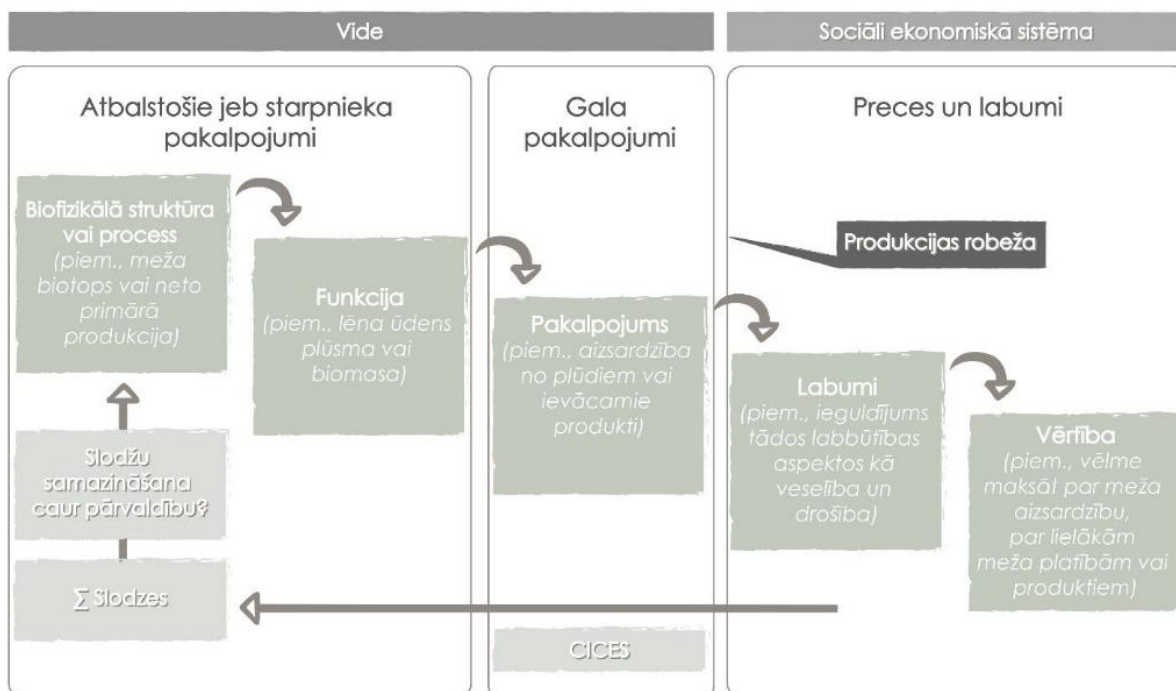 Vide
Sociāli ekonomiskā sistēma
Atbalstošie jeb starpnieka
pakalpojumi
Gala
pakalpojumi
Preces un labumi
Biofizikālā struktūra
vai process
(piem., meža
biotops vai neto
primārā
produkcija)
Funkcija
(piem., lēna ūdens
plūsma vai
biomasa)
Pakalpojums
(piem., aizsardzība
no plūdiem vai
ievācamie
produkti)
Produkcijas robeža
Labumi
(piem., ieguldījums
tādos labbūtības
aspektos kā
veselība un
drošība)
Vērtība
(piem., vēlme
maksāt par meža
aizsardzību,
par lielākām
meža platībām vai
produktiem)
Slodžu
samazināšana
caur pārvaldību?
∑ Slodzes
CICES